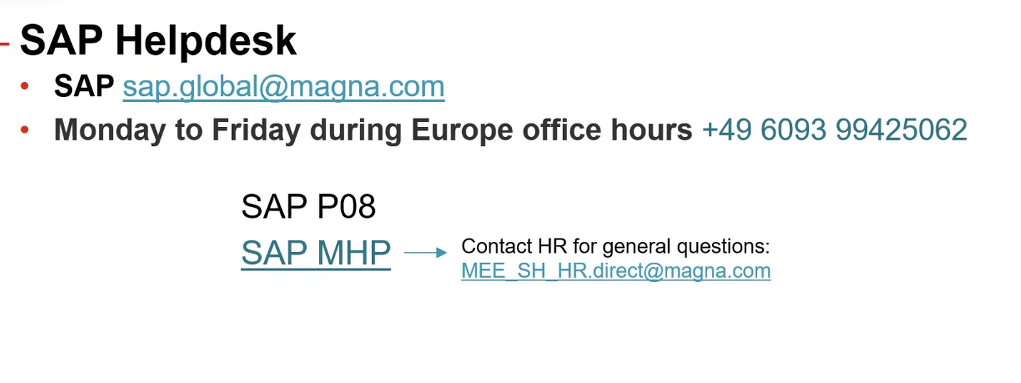 SAP Helpdesk
SAP sap.global@magna.com
Monday to Friday during Europe office hours +49 6093 99425062
SAP P08
SAP MHP
Contact HR for general questions:
MEE_SH_HR.direct@magna.com